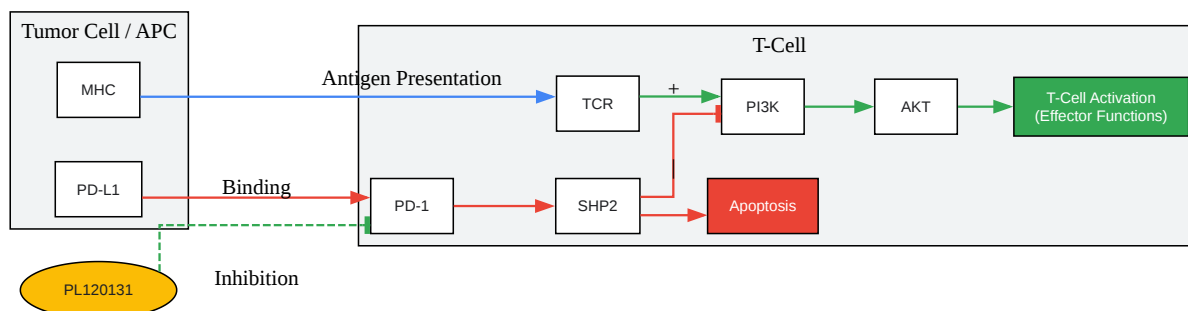 Tumor Cell / APC
T-Cell
MHC
Antigen Presentation
TCR
+
PI3K
AKT
T-Cell Activation
(Effector Functions)
PD-L1
Binding
PD-1
SHP2
|
Apoptosis
PL120131
Inhibition